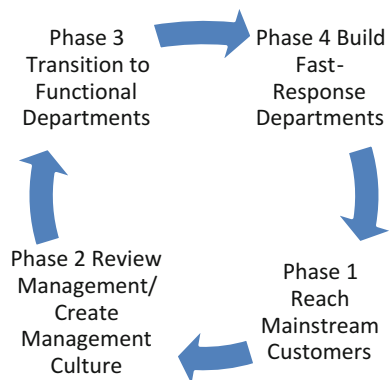 Phase 3
Transition to
Functional
Departments
Phase 4 Build
Fast-
Response
Departments
Phase 2 Review
Management/
Create
Management
Culture
Phase 1
Reach
Mainstream
Customers